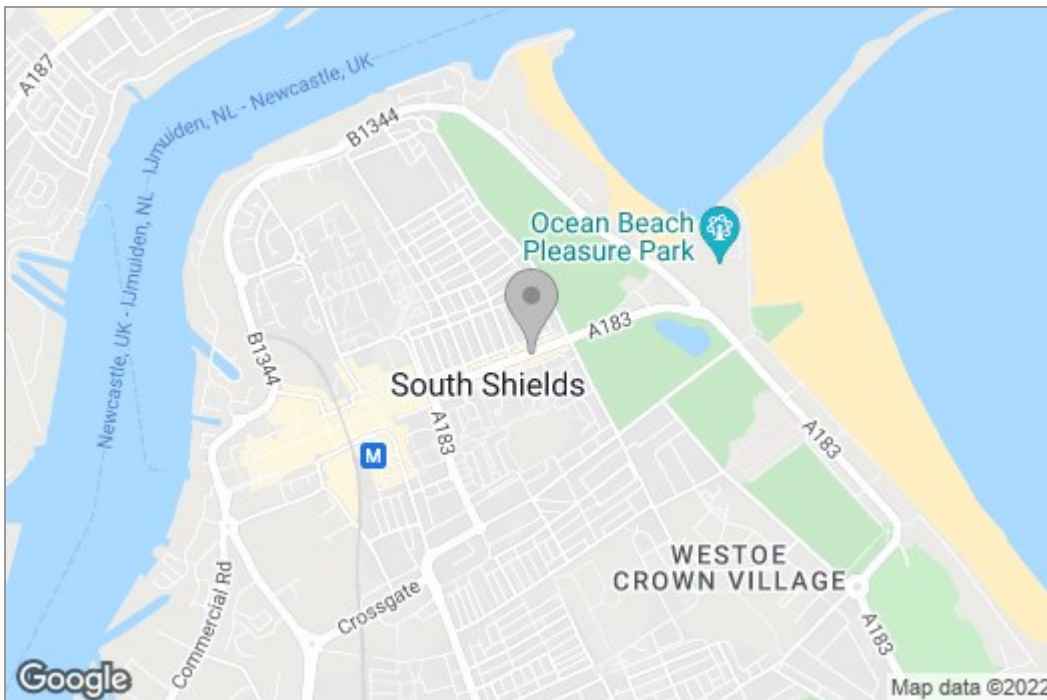 A187
Newcastle, UK - IJmuiden, NL - IJmuiden, NL - Newcastle, UK
B1344
Ocean Beach
Pleasure Park
A183
B1344
South Shields
A183
M
A183
WESTOE
CROWN VILLAGE
Crossgate
Commercial Rd
A183
Google
Map data ©2022